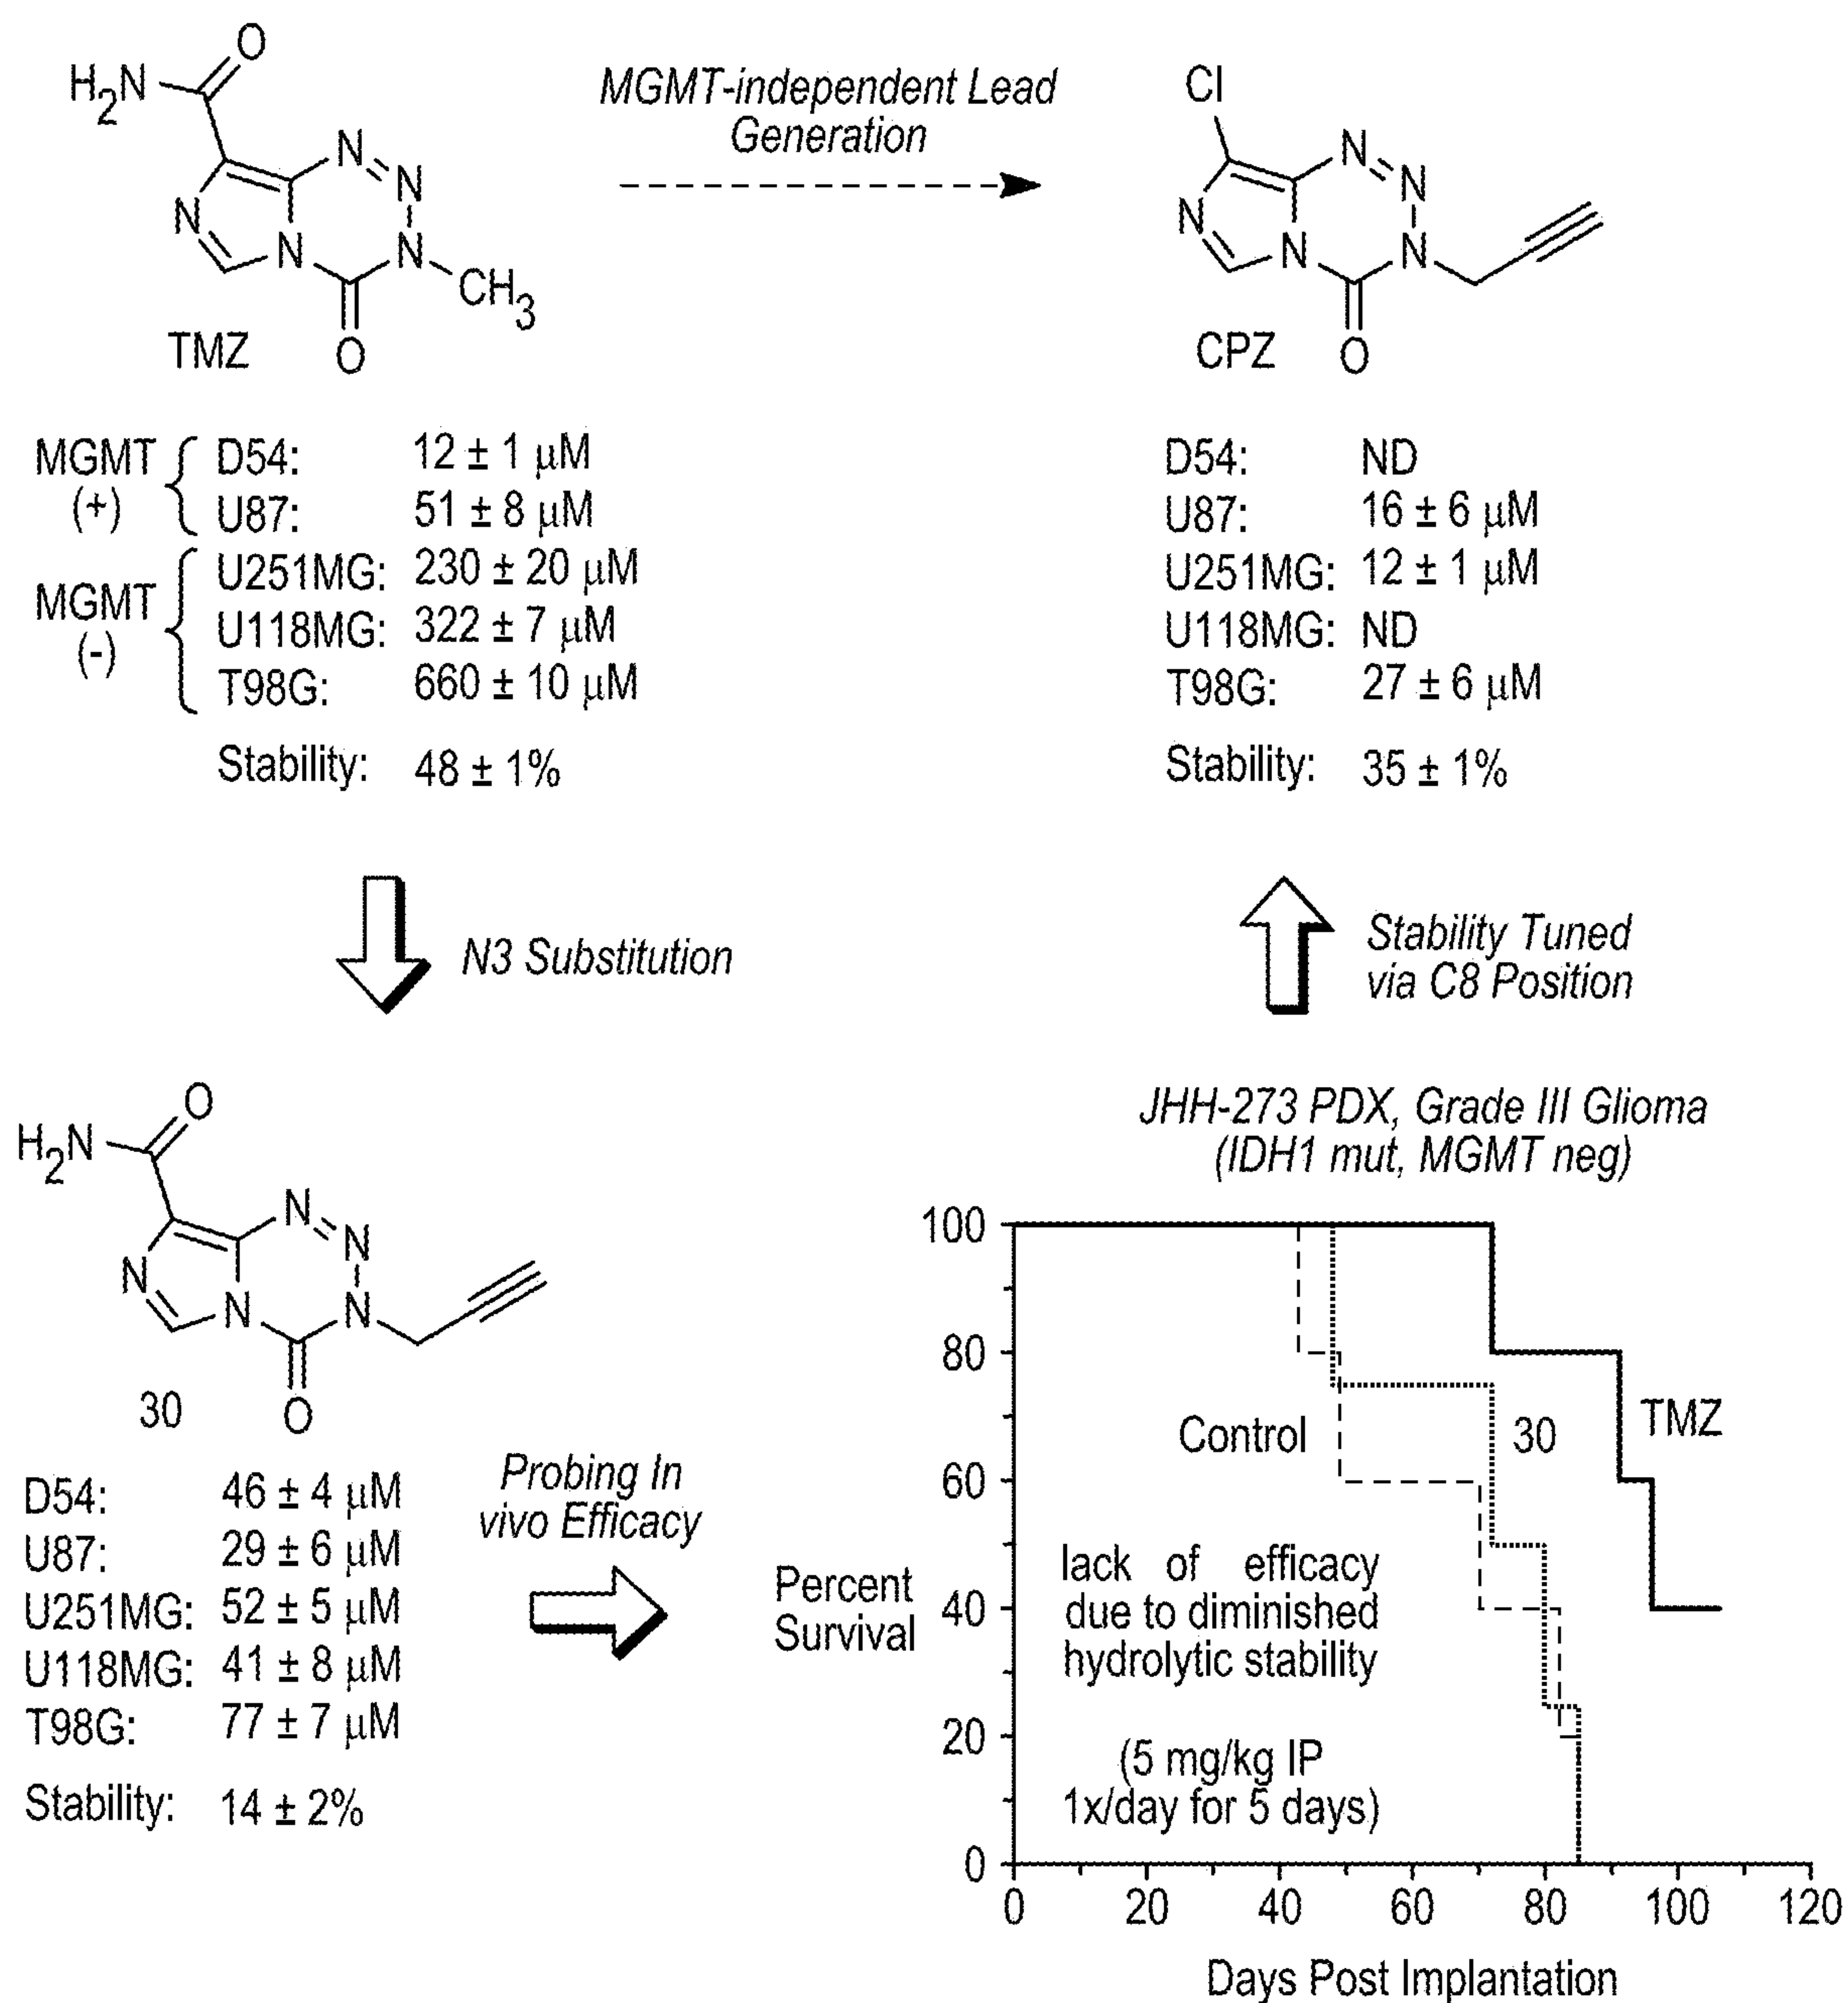 H2N
O
N
N
N
N
N
CH3
O
TMZ
MGMT-independent Lead
Generation
Cl
N
N
N
N
N
O
CPZ
MGMT
(+)
D54: 12 ± 1 µM
U87: 51 ± 8 µM
MGMT
(-)
U251MG: 230 ± 20 µM
U118MG: 322 ± 7 µM
T98G: 660 ± 10 µM
Stability: 48 ± 1%
D54: ND
U87: 16 ± 6 µM
U251MG: 12 ± 1 µM
U118MG: ND
T98G: 27 ± 6 µM
Stability: 35 ± 1%
N3 Substitution
Stability Tuned
via C8 Position
H2N
O
N
N
N
N
N
O
30
D54: 46 ± 4 µM
U87: 29 ± 6 µM
U251MG: 52 ± 5 µM
U118MG: 41 ± 8 µM
T98G: 77 ± 7 µM
Stability: 14 ± 2%
Probing In
vivo Efficacy
JHH-273 PDX, Grade III Glioma
(IDH1 mut, MGMT neg)
Percent
Survival
100
80
60
40
20
0
Control
30
TMZ
lack of efficacy
due to diminished
hydrolytic stability
(5 mg/kg IP
1x/day for 5 days)
0 20 40 60 80 100 120
Days Post Implantation